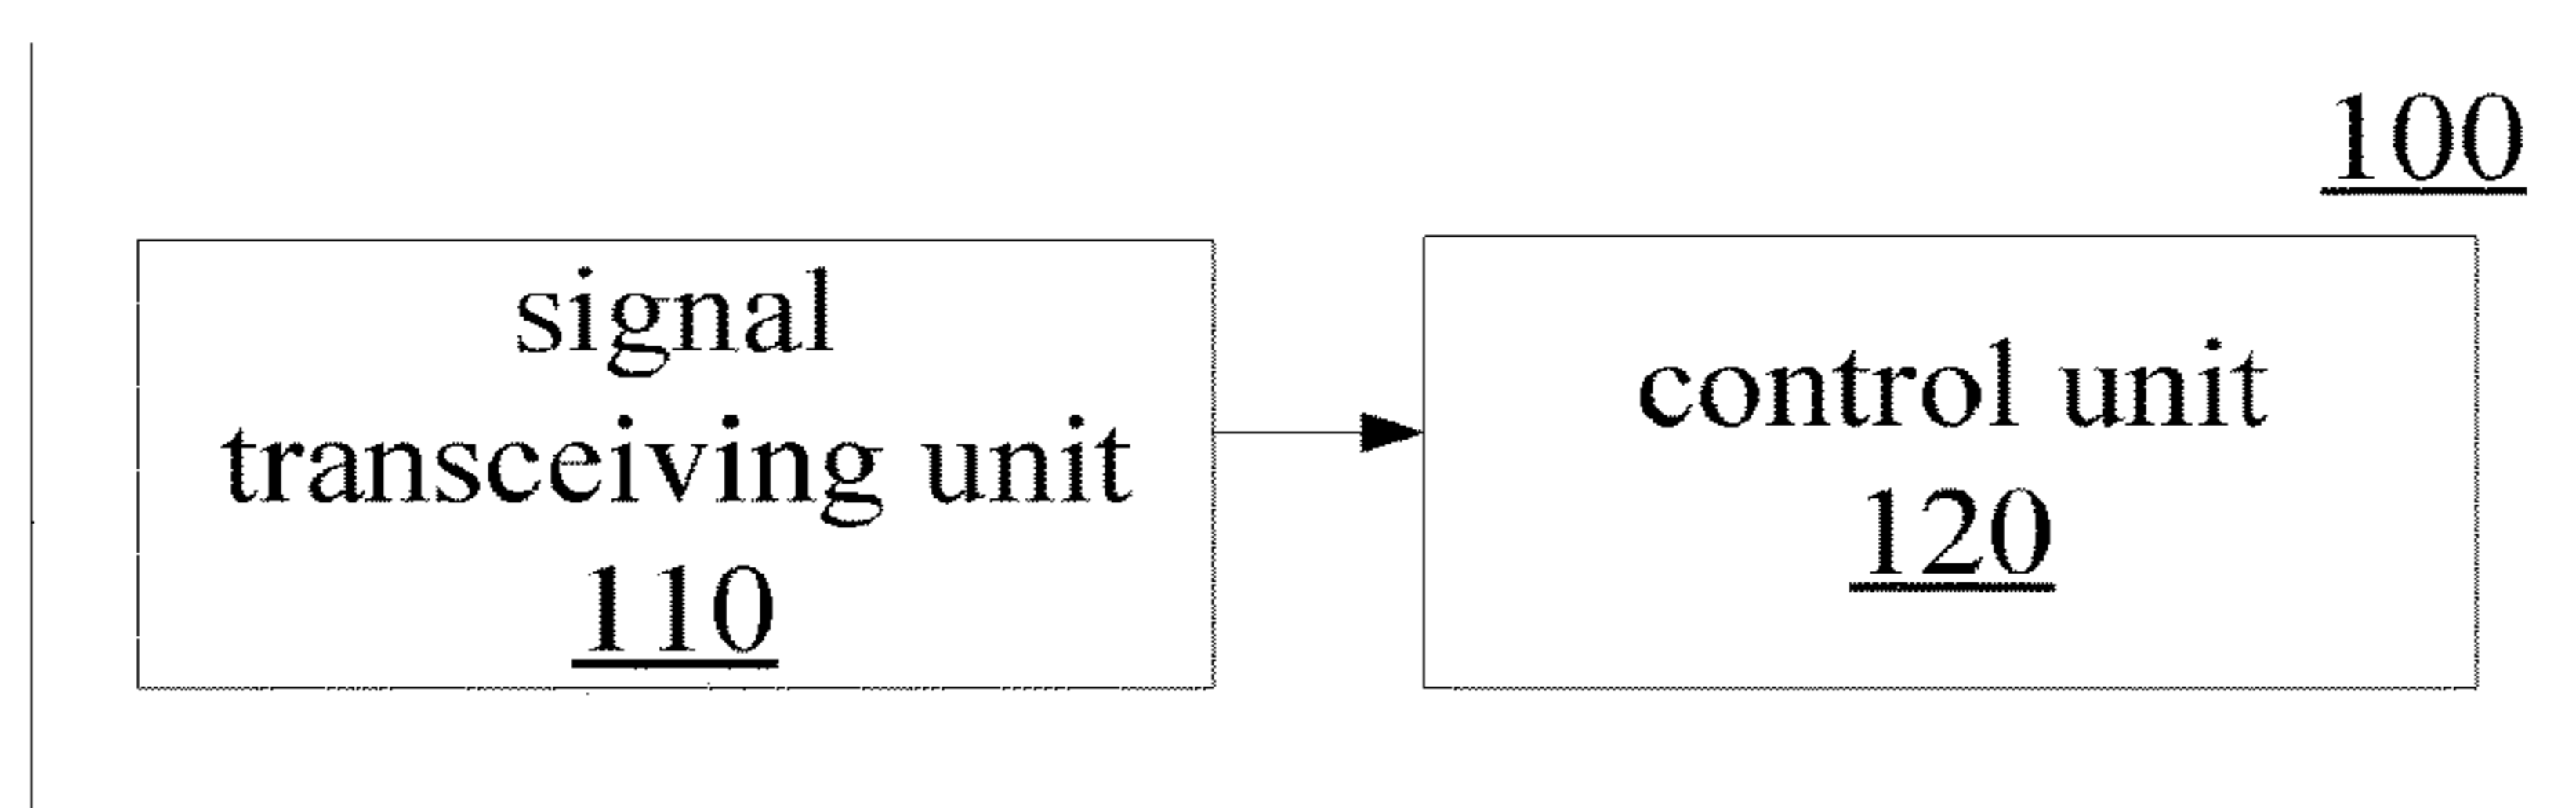 100
signal
transceiving unit
110
control unit
120